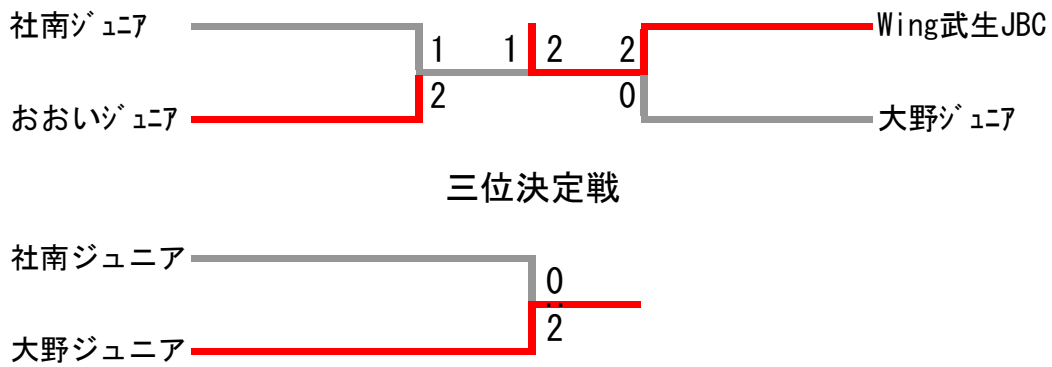 社南ｼﾞｭﾆｱ
Wing武生JBC
1 1 2 2
2 0
おおいｼﾞｭﾆｱ
大野ｼﾞｭﾆｱ
三位決定戦
社南ジュニア
0
2
大野ジュニア